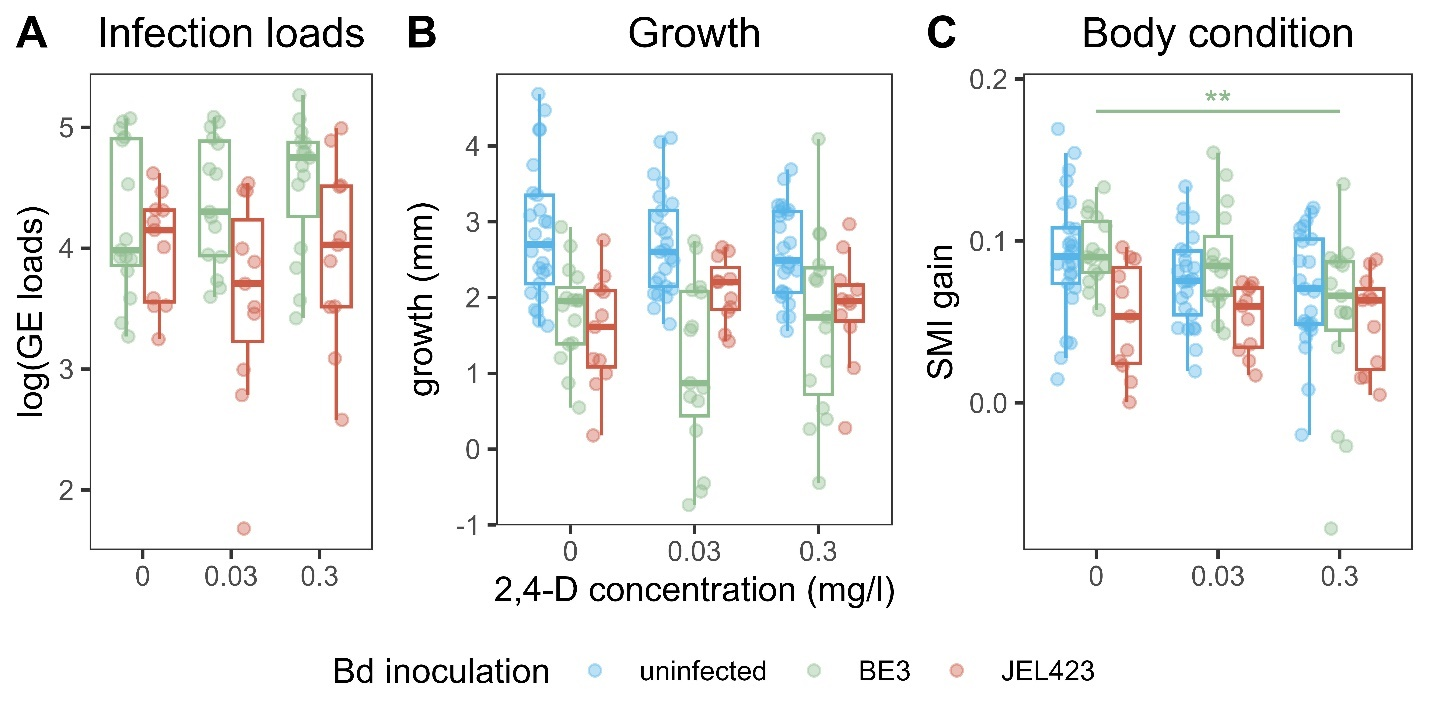 A Infection loads
B Growth
C Body condition
log(GE loads)
5
4
3
2
0 0.03 0.3
growth (mm)
4
3
2
1
0
-1
0 0.03 0.3
2,4-D concentration (mg/l)
SMI gain
0.2
0.1
0.0
**
0 0.03 0.3
Bd inoculation uninfected BE3 JEL423